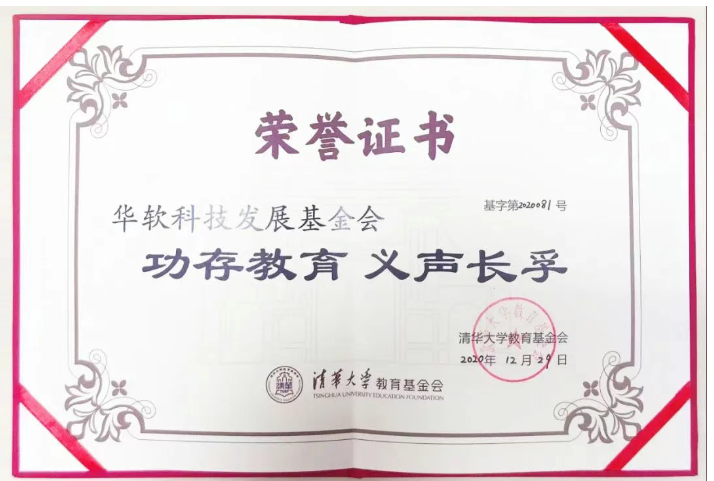 荣誉证书
基字第2020081号
华软科技发展基金会
功存教育 义声长孚
清华大学教育基金会
2020年 12月29日
清华大学教育基金会
TSINGHUA UNIVERSITY EDUCATION FOUNDATION